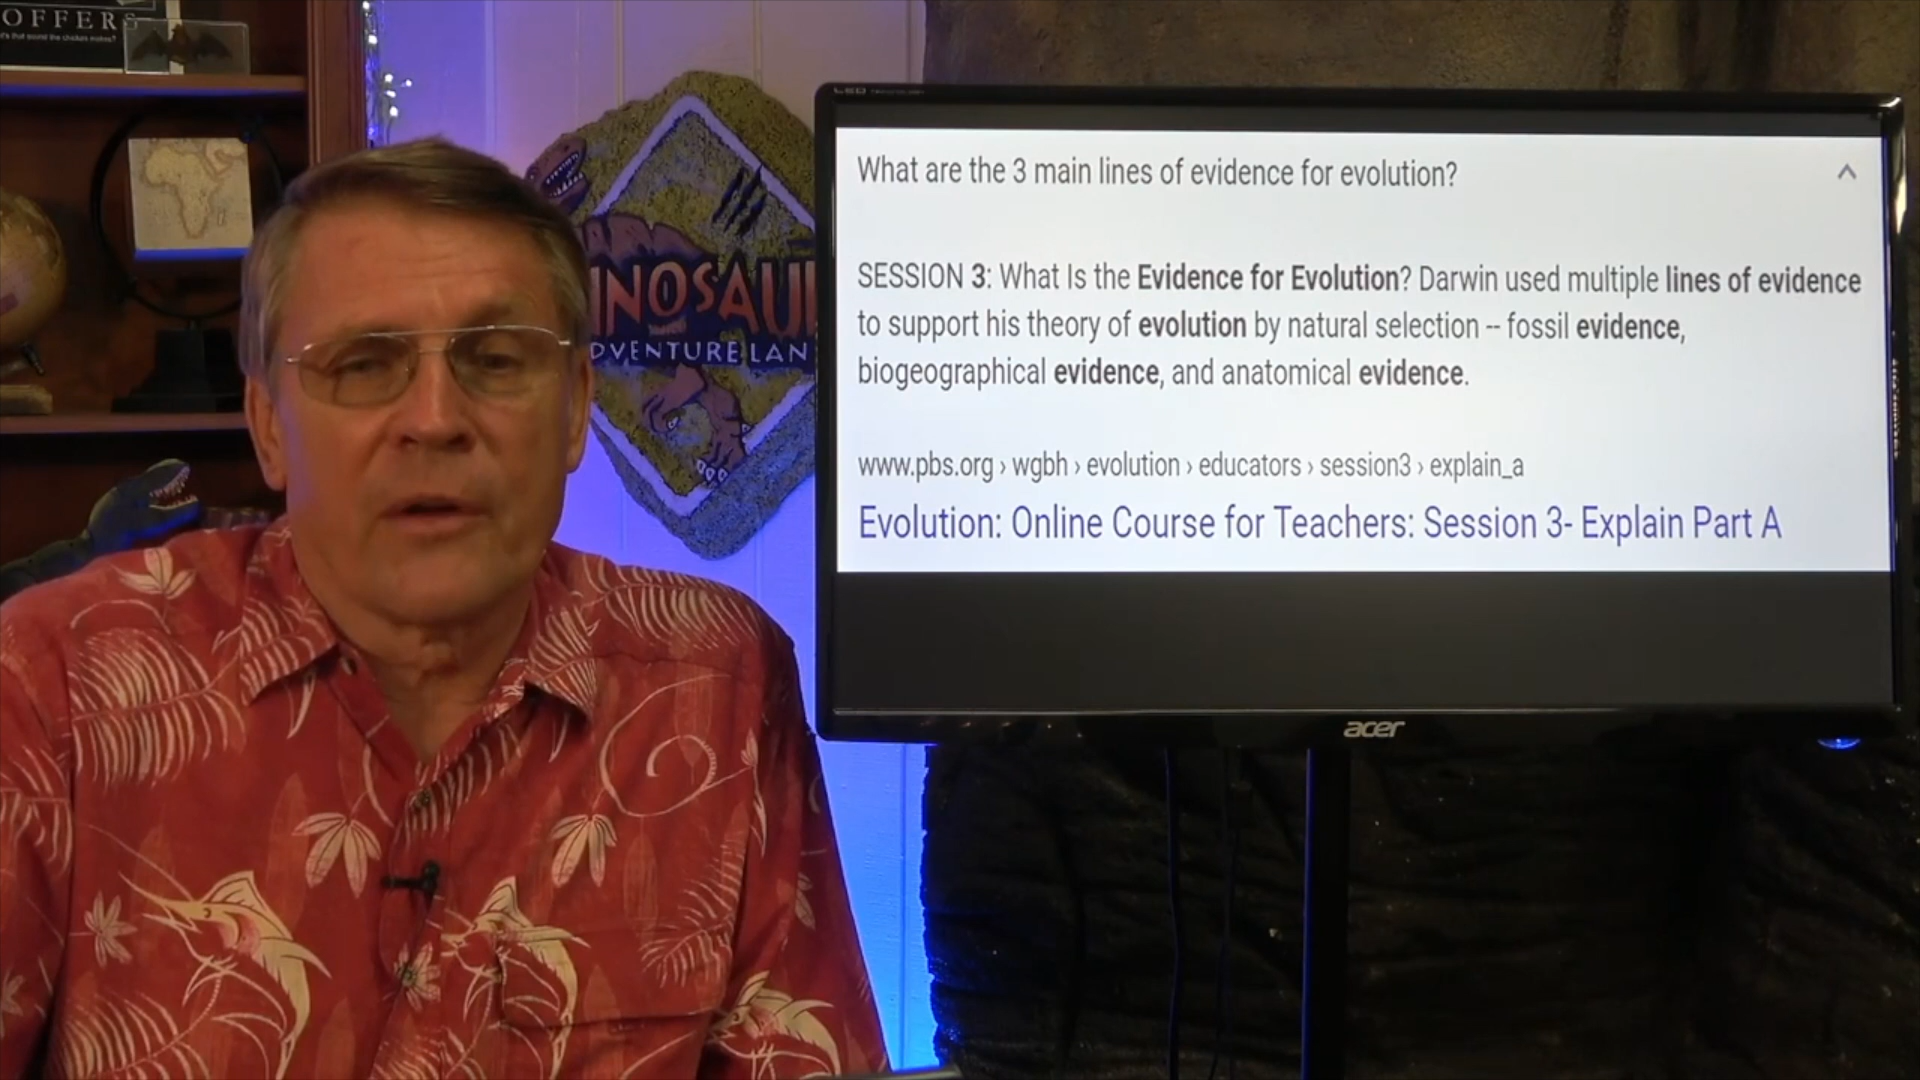 OFFERS
INOSAU
DVENTURE LAN
LED
What are the 3 main lines of evidence for evolution?
SESSION 3: What Is the Evidence for Evolution? Darwin used multiple lines of evidence
to support his theory of evolution by natural selection -- fossil evidence,
biogeographical evidence, and anatomical evidence.
www.pbs.org › wgbh › evolution › educators › session3 › explain_a
Evolution: Online Course for Teachers: Session 3- Explain Part A
acer